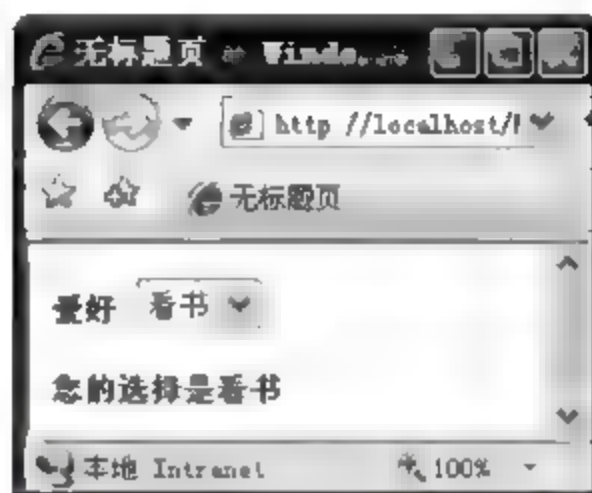 无标题页 - Windo...
http //localhost/
无标题页
爱好 看书
您的选择是看书
本地 Intranet 100%